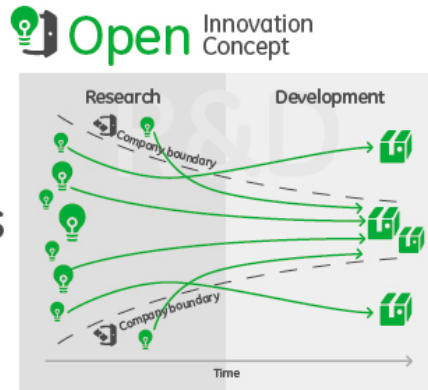 Open Innovation
Concept
Research
Development
R&D
Company boundary
s
Company boundary
Time